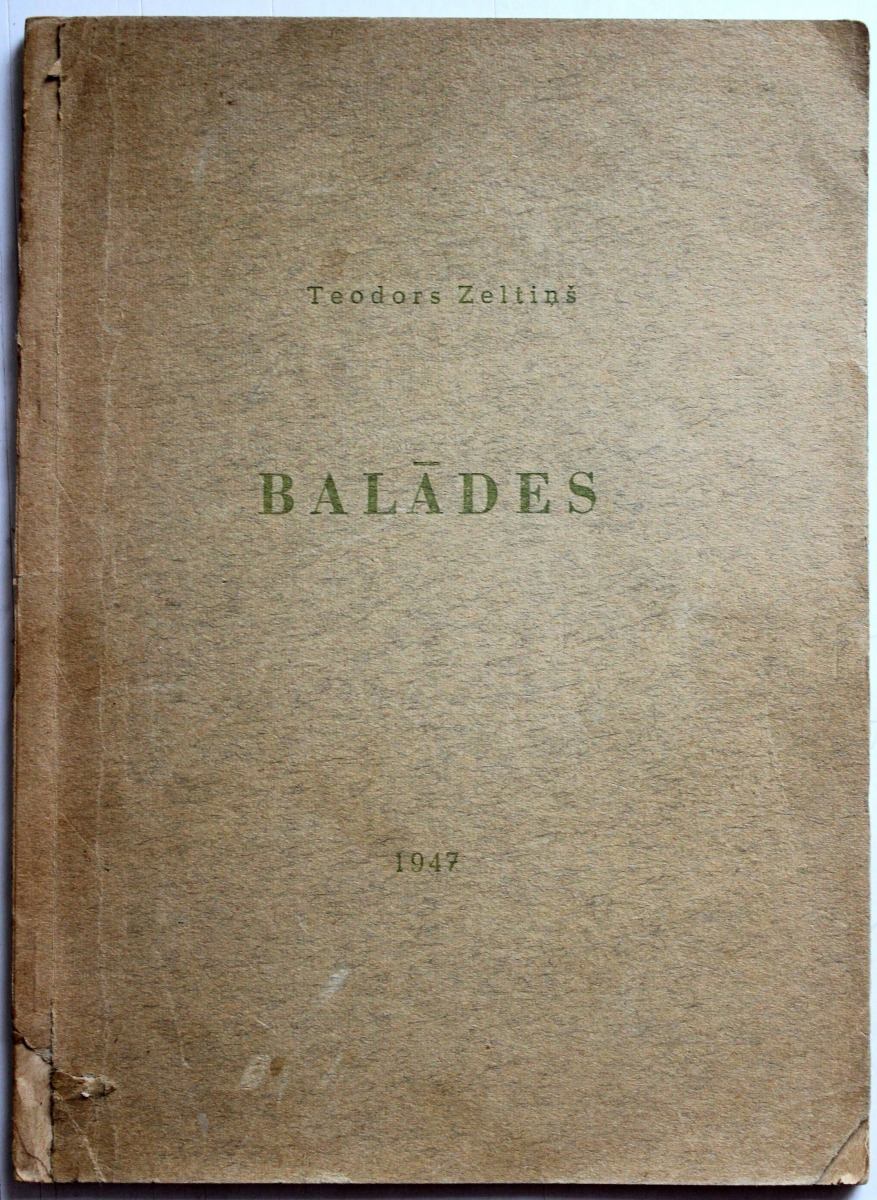 Teodors Zeltiņš
BALĀDES
1947